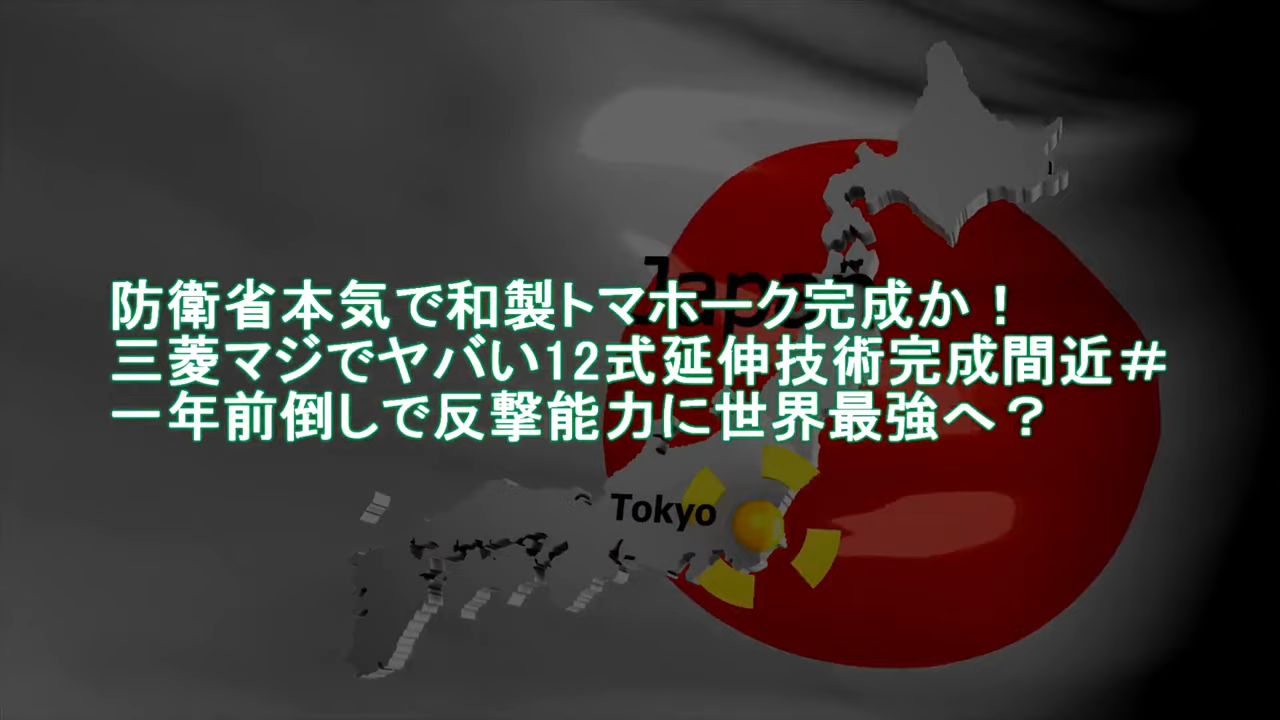 Japan
防衛省本気で和製トマホーク完成か！
三菱マジでヤバい12式延伸技術完成間近＃
一年前倒しで反撃能力に世界最強へ？
Tokyo